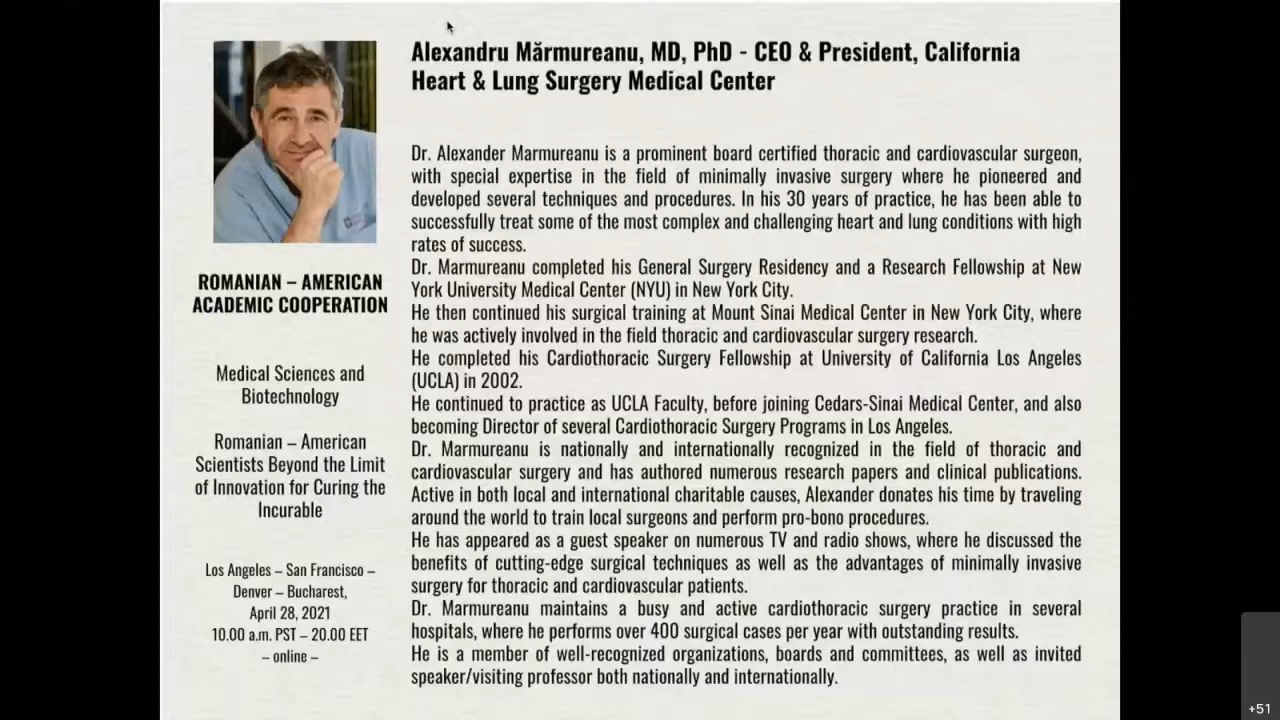 Alexandru Mărmureanu, MD, PhD - CEO & President, California
Heart & Lung Surgery Medical Center
Dr. Alexander Marmureanu is a prominent board certified thoracic and cardiovascular surgeon,
with special expertise in the field of minimally invasive surgery where he pioneered and
developed several techniques and procedures. In his 30 years of practice, he has been able to
successfully treat some of the most complex and challenging heart and lung conditions with high
rates of success.
Dr. Marmureanu completed his General Surgery Residency and a Research Fellowship at New
York University Medical Center (NYU) in New York City.
He then continued his surgical training at Mount Sinai Medical Center in New York City, where
he was actively involved in the field thoracic and cardiovascular surgery research.
He completed his Cardiothoracic Surgery Fellowship at University of California Los Angeles
(UCLA) in 2002.
He continued to practice as UCLA Faculty, before joining Cedars-Sinai Medical Center, and also
becoming Director of several Cardiothoracic Surgery Programs in Los Angeles.
Dr. Marmureanu is nationally and internationally recognized in the field of thoracic and
cardiovascular surgery and has authored numerous research papers and clinical publications.
Active in both local and international charitable causes, Alexander donates his time by traveling
around the world to train local surgeons and perform pro-bono procedures.
He has appeared as a guest speaker on numerous TV and radio shows, where he discussed the
benefits of cutting-edge surgical techniques as well as the advantages of minimally invasive
surgery for thoracic and cardiovascular patients.
Dr. Marmureanu maintains a busy and active cardiothoracic surgery practice in several
hospitals, where he performs over 400 surgical cases per year with outstanding results.
He is a member of well-recognized organizations, boards and committees, as well as invited
speaker/visiting professor both nationally and internationally.
ROMANIAN – AMERICAN
ACADEMIC COOPERATION
Medical Sciences and
Biotechnology
Romanian – American
Scientists Beyond the Limit
of Innovation for Curing the
Incurable
Los Angeles – San Francisco –
Denver – Bucharest,
April 28, 2021
10.00 a.m. PST – 20.00 EET
– online –
+51